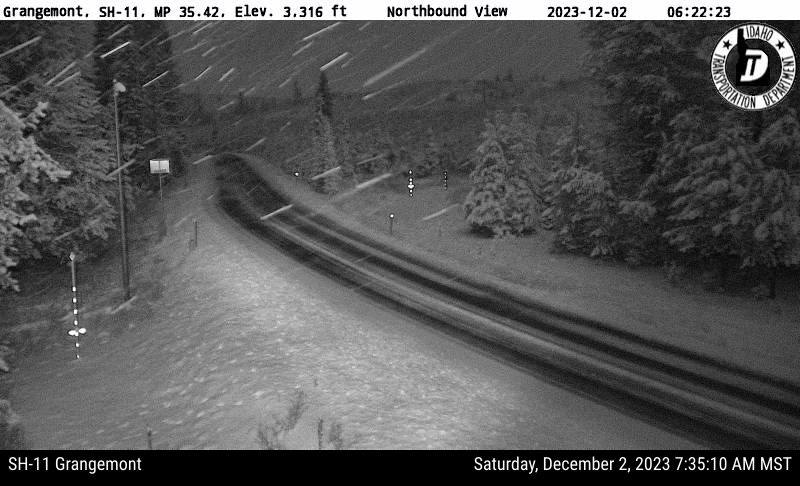 Grangemont, SH-11, MP 35.42, Elev. 3,316 ft Northbound View 2023-12-02 06:22:23
IDAHO
TRANSPORTATION DEPARTMENT
SH-11 Grangemont
Saturday, December 2, 2023 7:35:10 AM MST